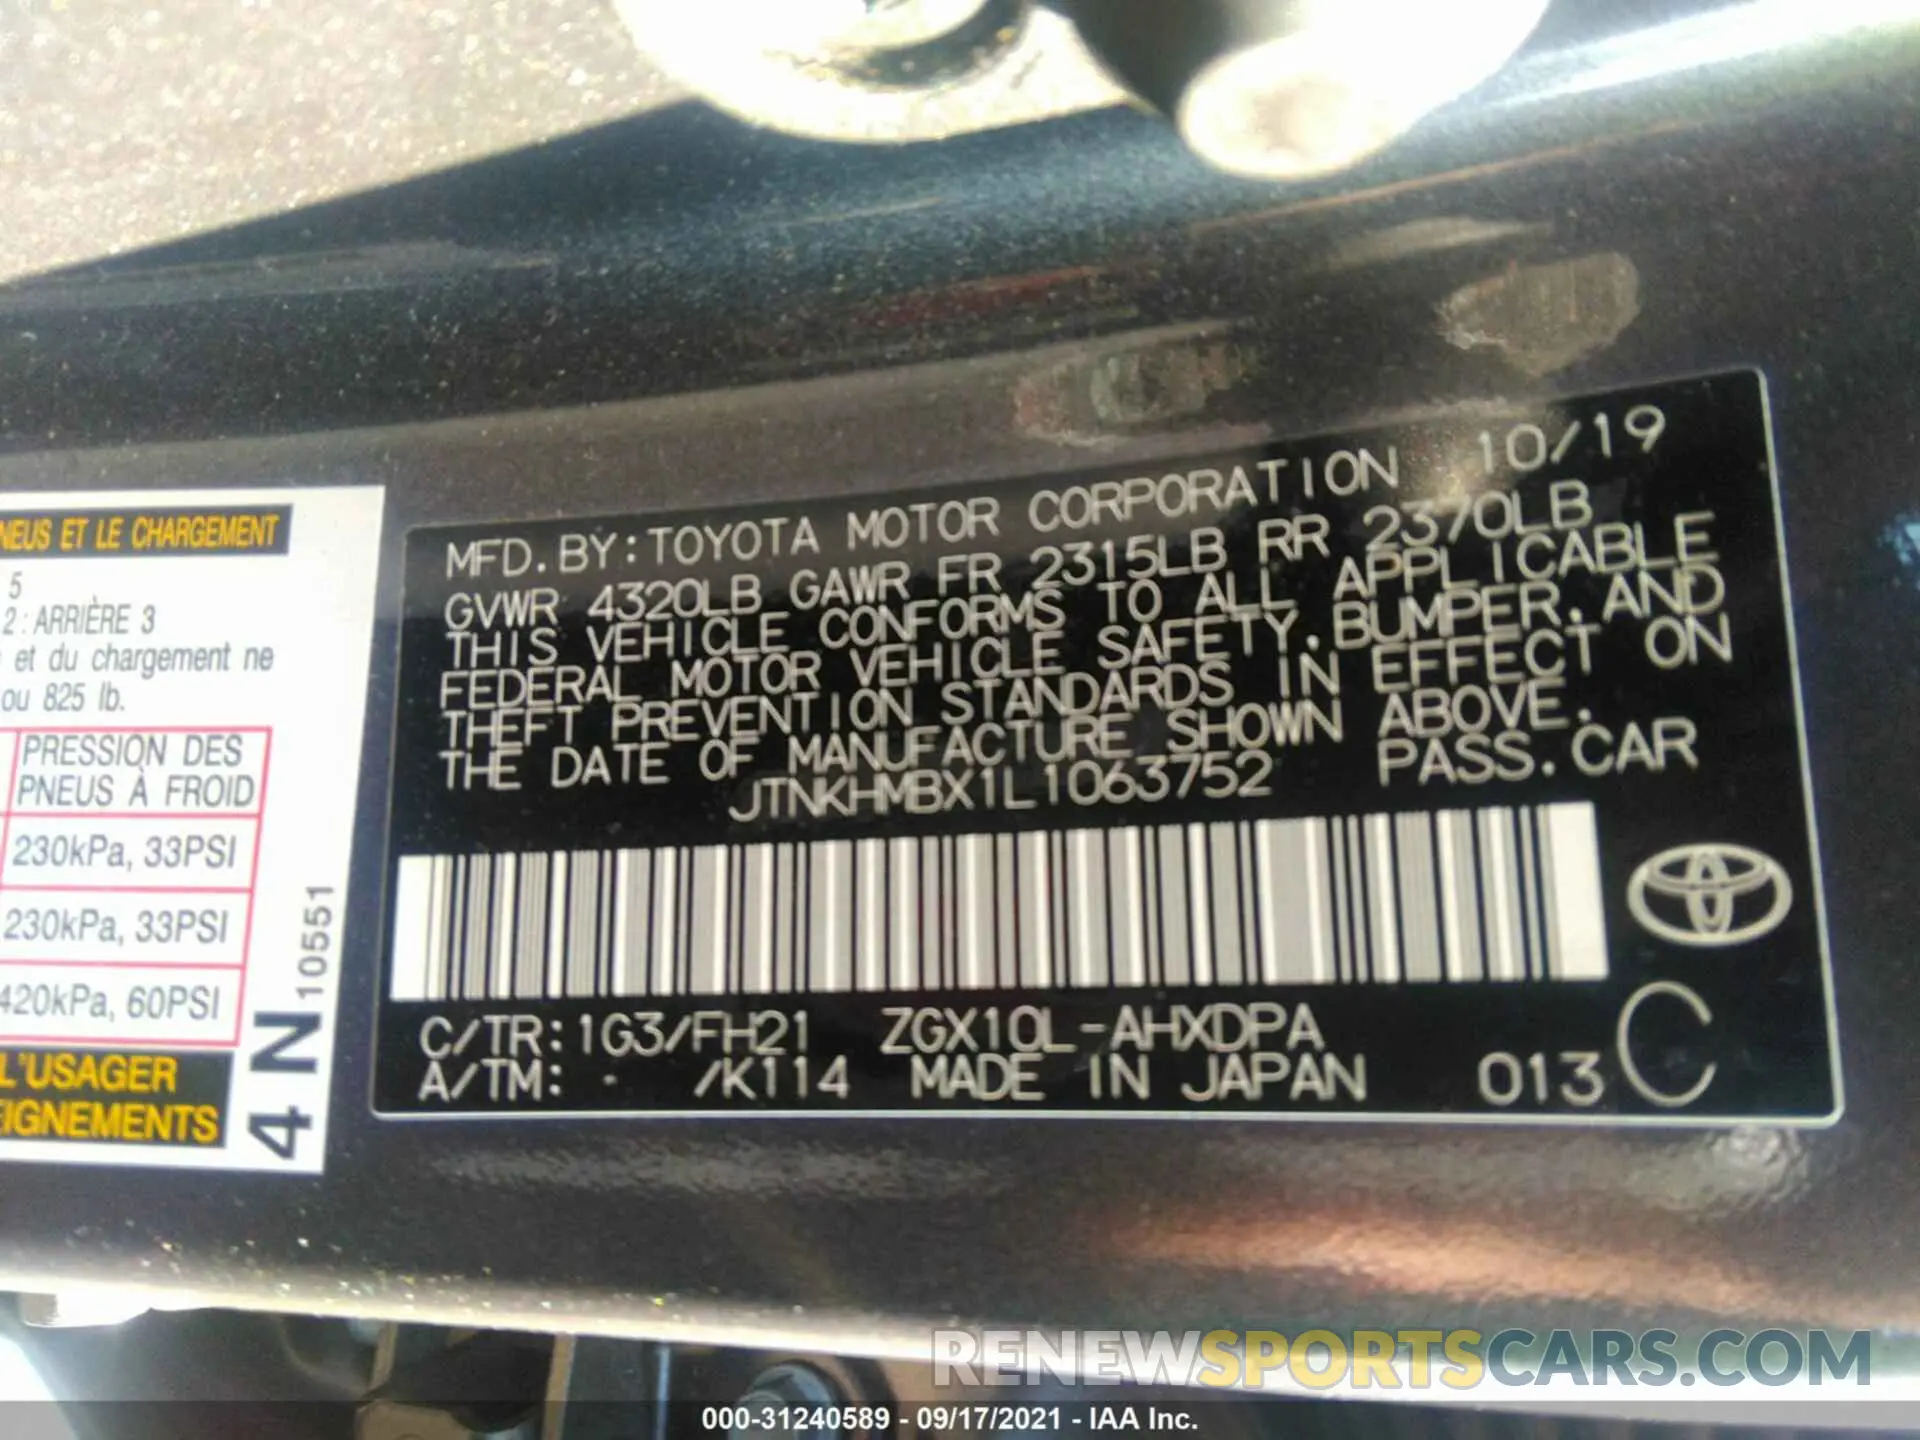 NEUS ET LE CHARGEMENT
5
2 : ARRIÈRE 3
et du chargement ne
ou 825 lb.
PRESSION DES
PNEUS À FROID
230kPa, 33PSI
230kPa, 33PSI
420kPa, 60PSI
L'USAGER
EIGNEMENTS
4N
10551
MFD.BY:TOYOTA MOTOR CORPORATION 10/19
GVWR 4320LB GAWR FR 2315LB RR 2370LB
THIS VEHICLE CONFORMS TO ALL APPLICABLE
FEDERAL MOTOR VEHICLE SAFETY,BUMPER,AND
THEFT PREVENTION STANDARDS IN EFFECT ON
THE DATE OF MANUFACTURE SHOWN ABOVE.
JTNKHMBX1L1063752 PASS.CAR
C/TR:1G3/FH21 ZGX10L-AHXDPA
A/TM: - /K114 MADE IN JAPAN 013 C
RENEWSPORTSCARS.COM
000-31240589 - 09/17/2021 - IAA Inc.